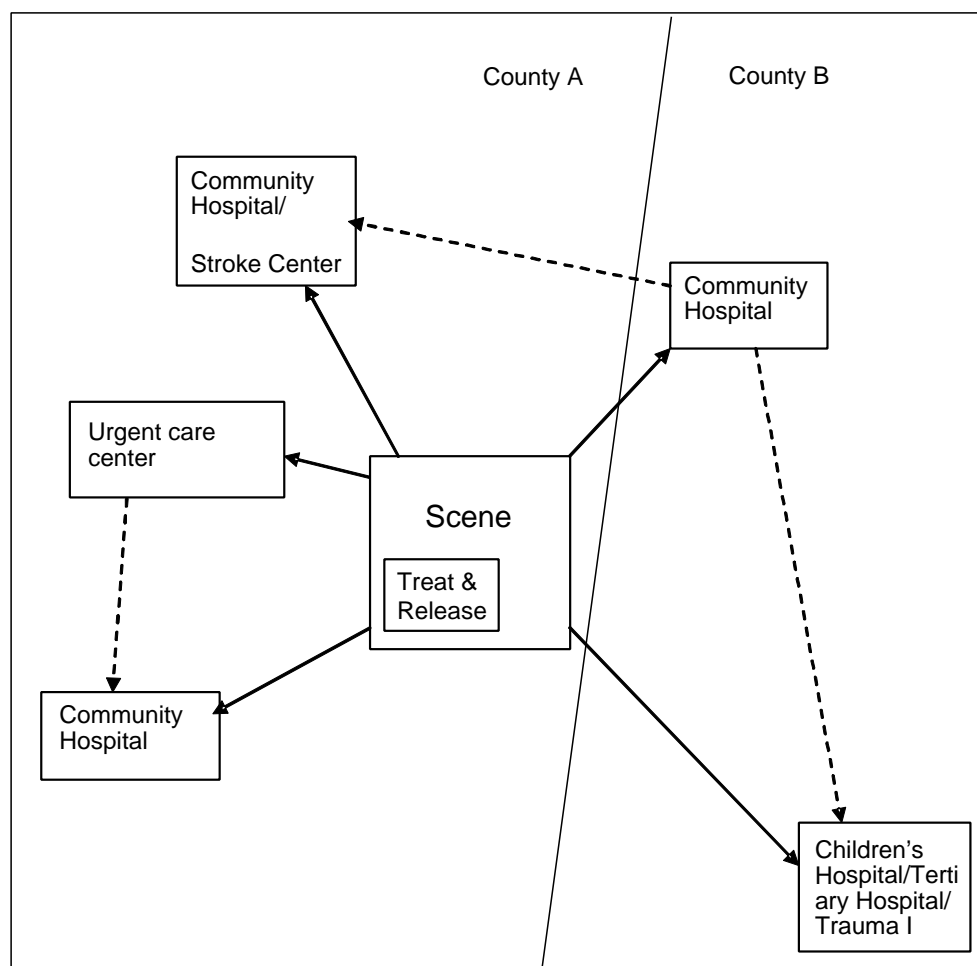 County A
County B
Community
Hospital/
Stroke Center
Community
Hospital
Urgent care
center
Scene
Treat &
Release
Community
Hospital
Children's
Hospital/Terti
ary Hospital/
Trauma I